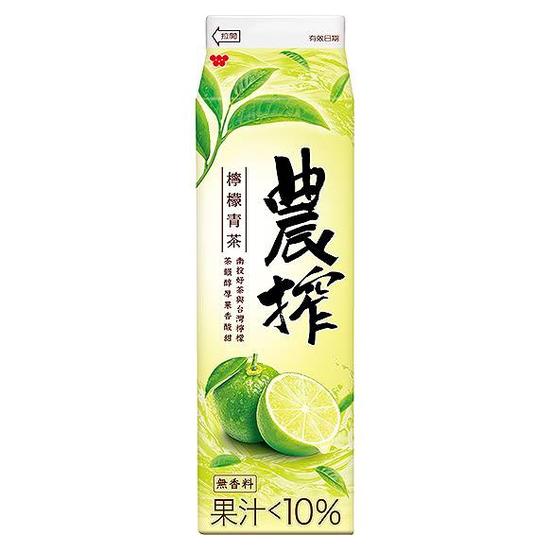 拉開
有效日期
農搾
檸檬青茶
南投好茶與台灣檸檬
茶韻醇厚果香酸甜
無香料
果汁<10%